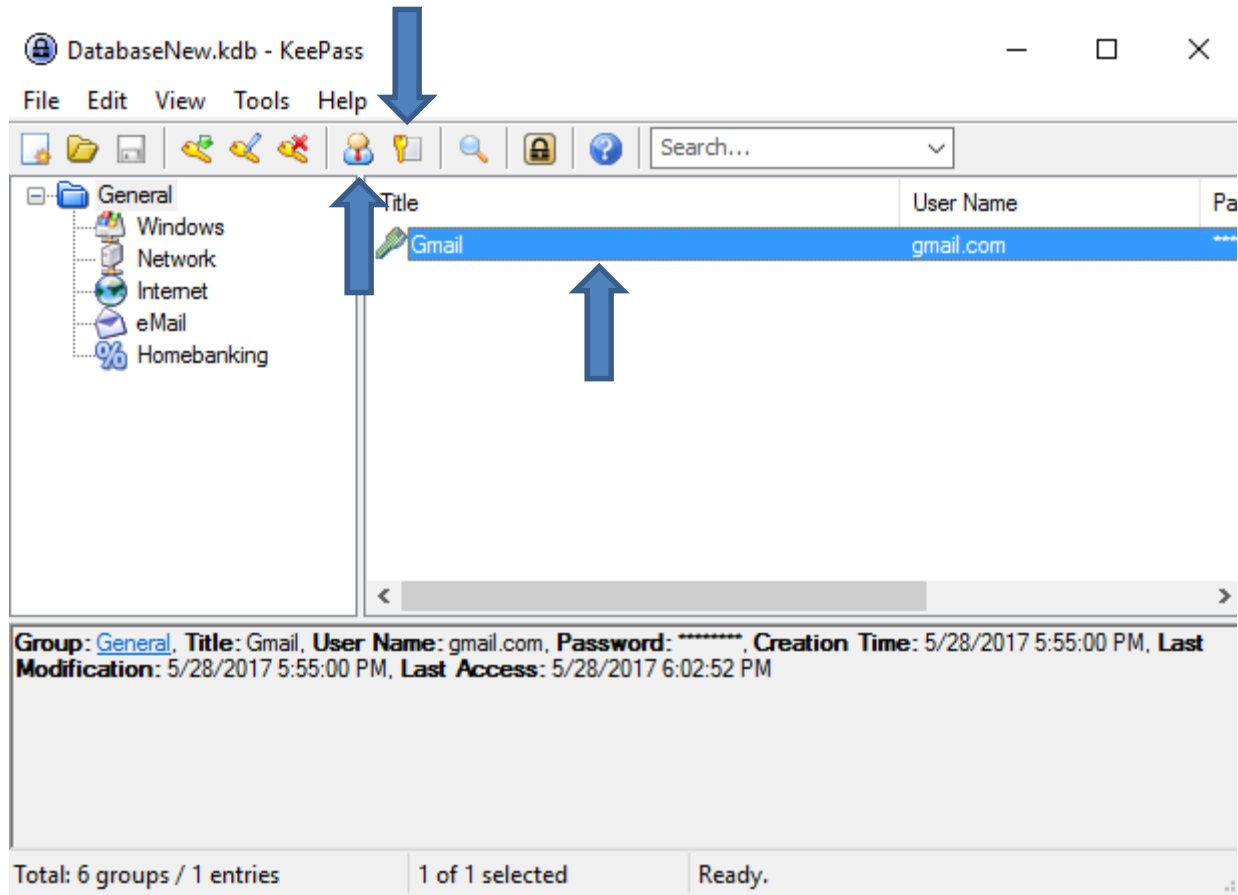 DatabaseNew.kdb - KeePass
File Edit View Tools Help
Search...
General
Windows
Network
Internet
eMail
Homebanking
Title User Name Pa
Gmail gmail.com ****
Group: General, Title: Gmail, User Name: gmail.com, Password: ********, Creation Time: 5/28/2017 5:55:00 PM, Last
Modification: 5/28/2017 5:55:00 PM, Last Access: 5/28/2017 6:02:52 PM
Total: 6 groups / 1 entries 1 of 1 selected Ready.